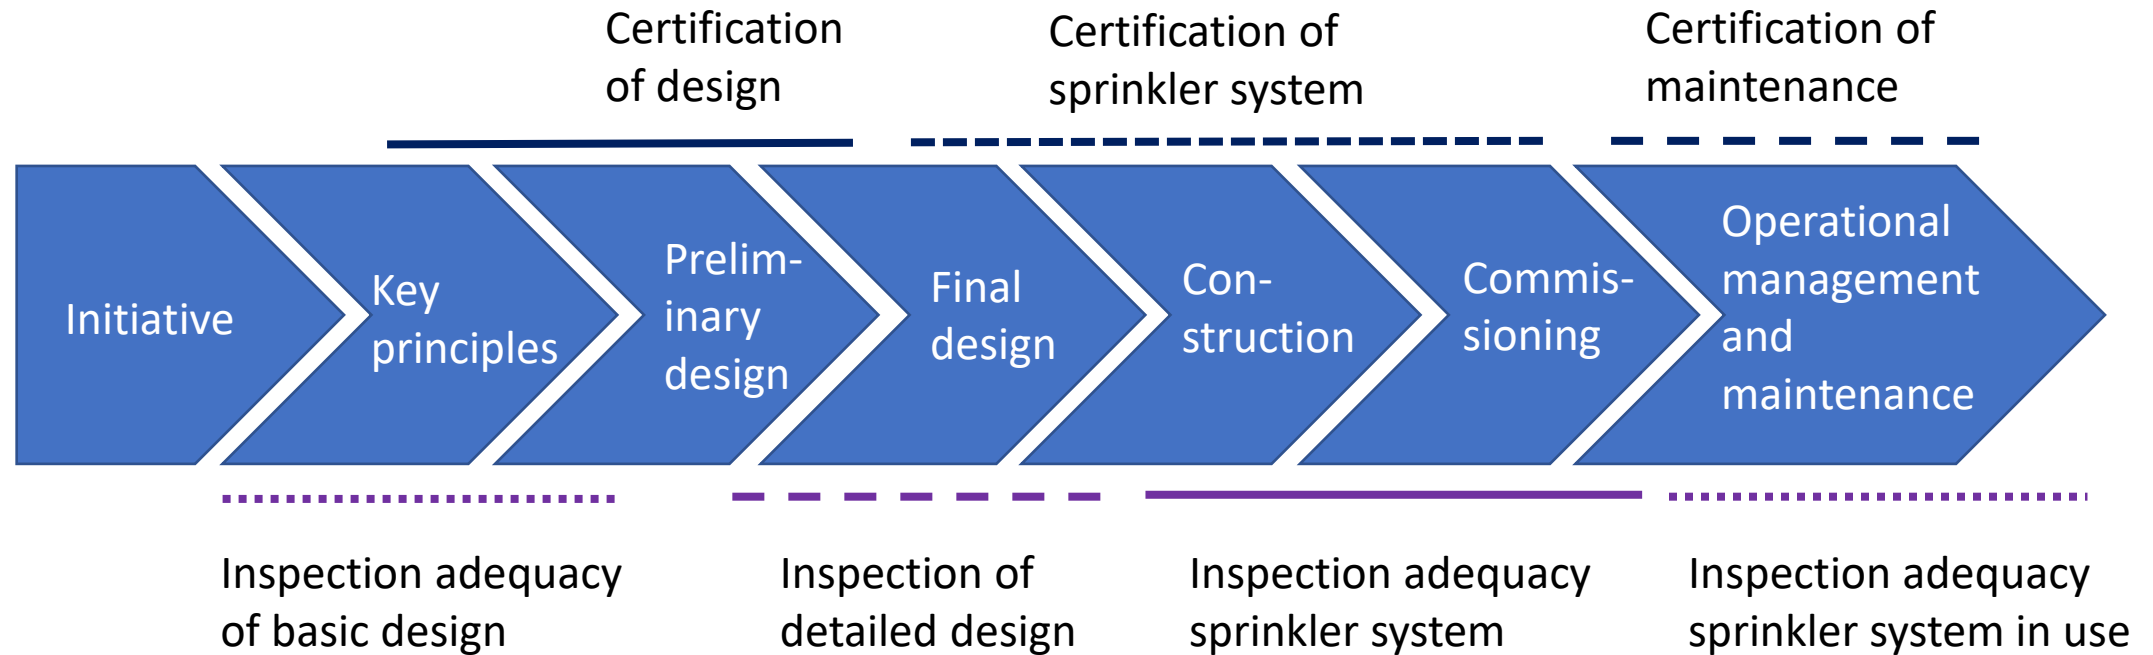 Certification
of design
Certification of
sprinkler system
Certification of
maintenance
Initiative
Key
principles
Prelim-
inary
design
Final
design
Con-
struction
Commis-
sioning
Operational
management
and
maintenance
Inspection adequacy
of basic design
Inspection of
detailed design
Inspection adequacy
sprinkler system
Inspection adequacy
sprinkler system in use